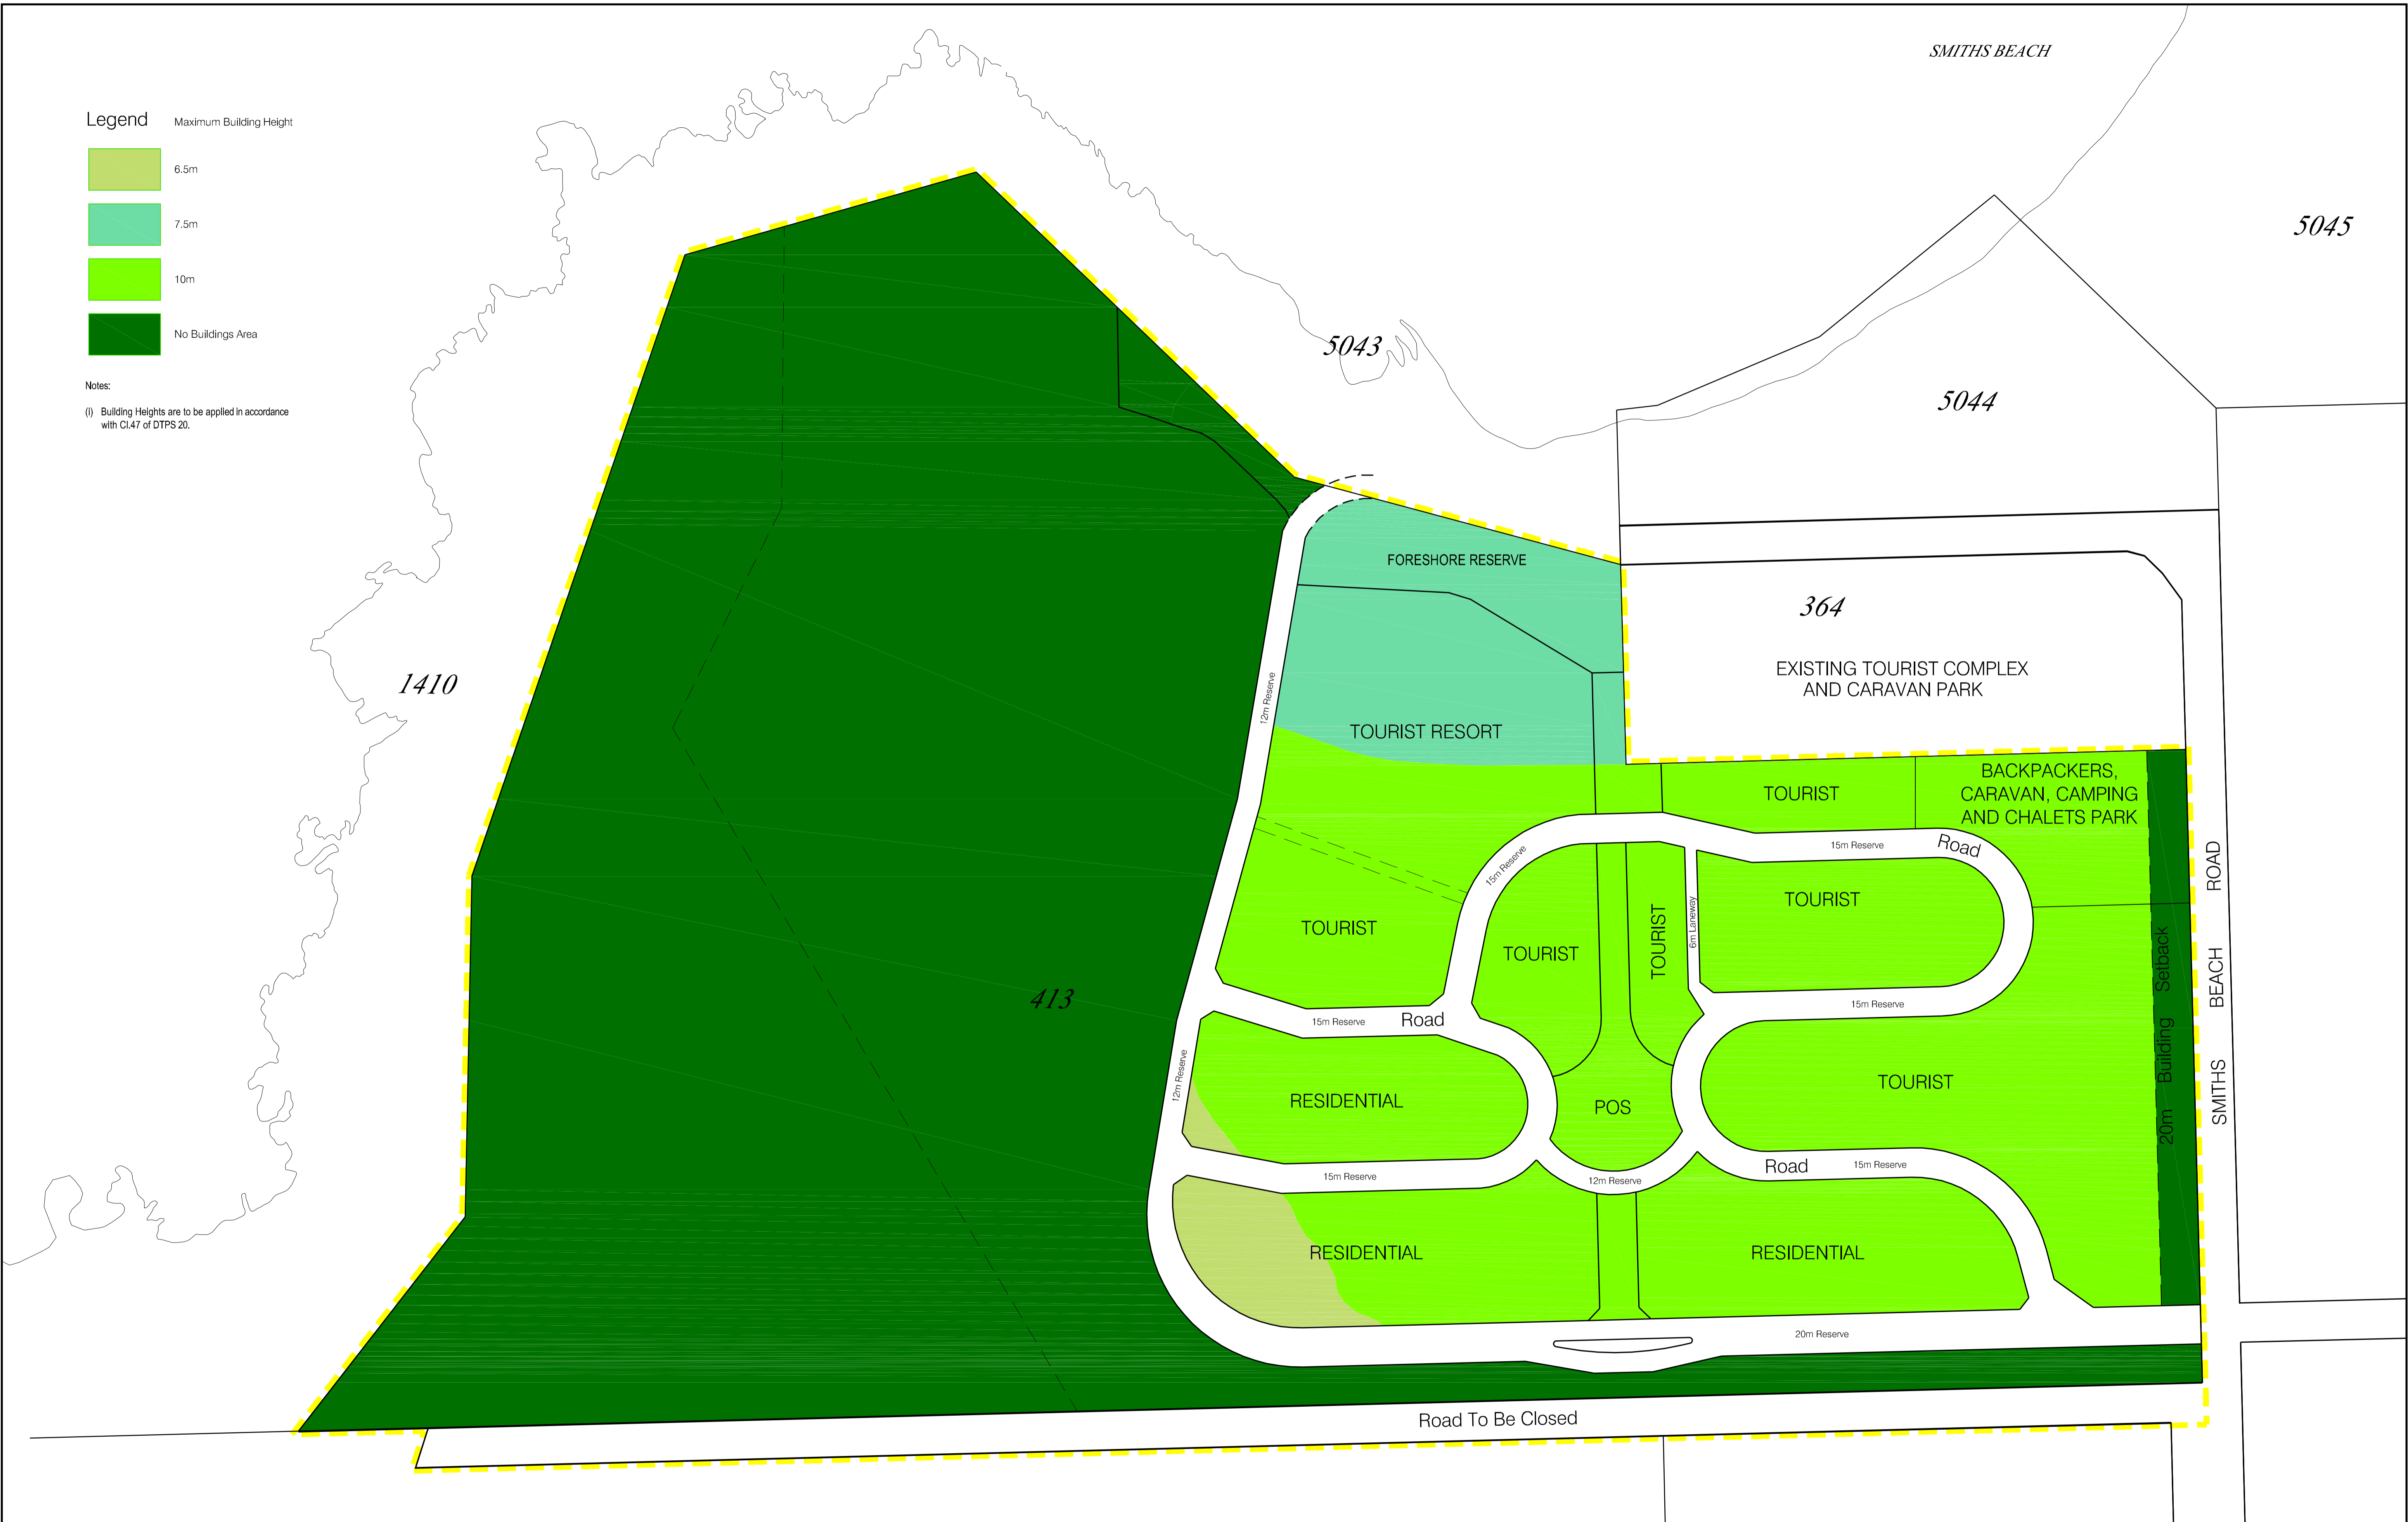 SMITHS BEACH
Legend
Maximum Building Height
6.5m
7.5m
10m
No Buildings Area
Notes:
(i) Building Heights are to be applied in accordance
with Cl.47 of DTPS 20.
5045
5043
5044
FORESHORE RESERVE
364
EXISTING TOURIST COMPLEX
AND CARAVAN PARK
1410
12m Reserve
TOURIST RESORT
BACKPACKERS,
CARAVAN, CAMPING
AND CHALETS PARK
TOURIST
15m Reserve
Road
15m Reserve
TOURIST
6m Laneway
TOURIST
TOURIST
TOURIST
413
15m Reserve
Road
15m Reserve
12m Reserve
RESIDENTIAL
POS
TOURIST
20m Building Setback
SMITHS BEACH ROAD
15m Reserve
12m Reserve
Road
15m Reserve
RESIDENTIAL
RESIDENTIAL
20m Reserve
Road To Be Closed